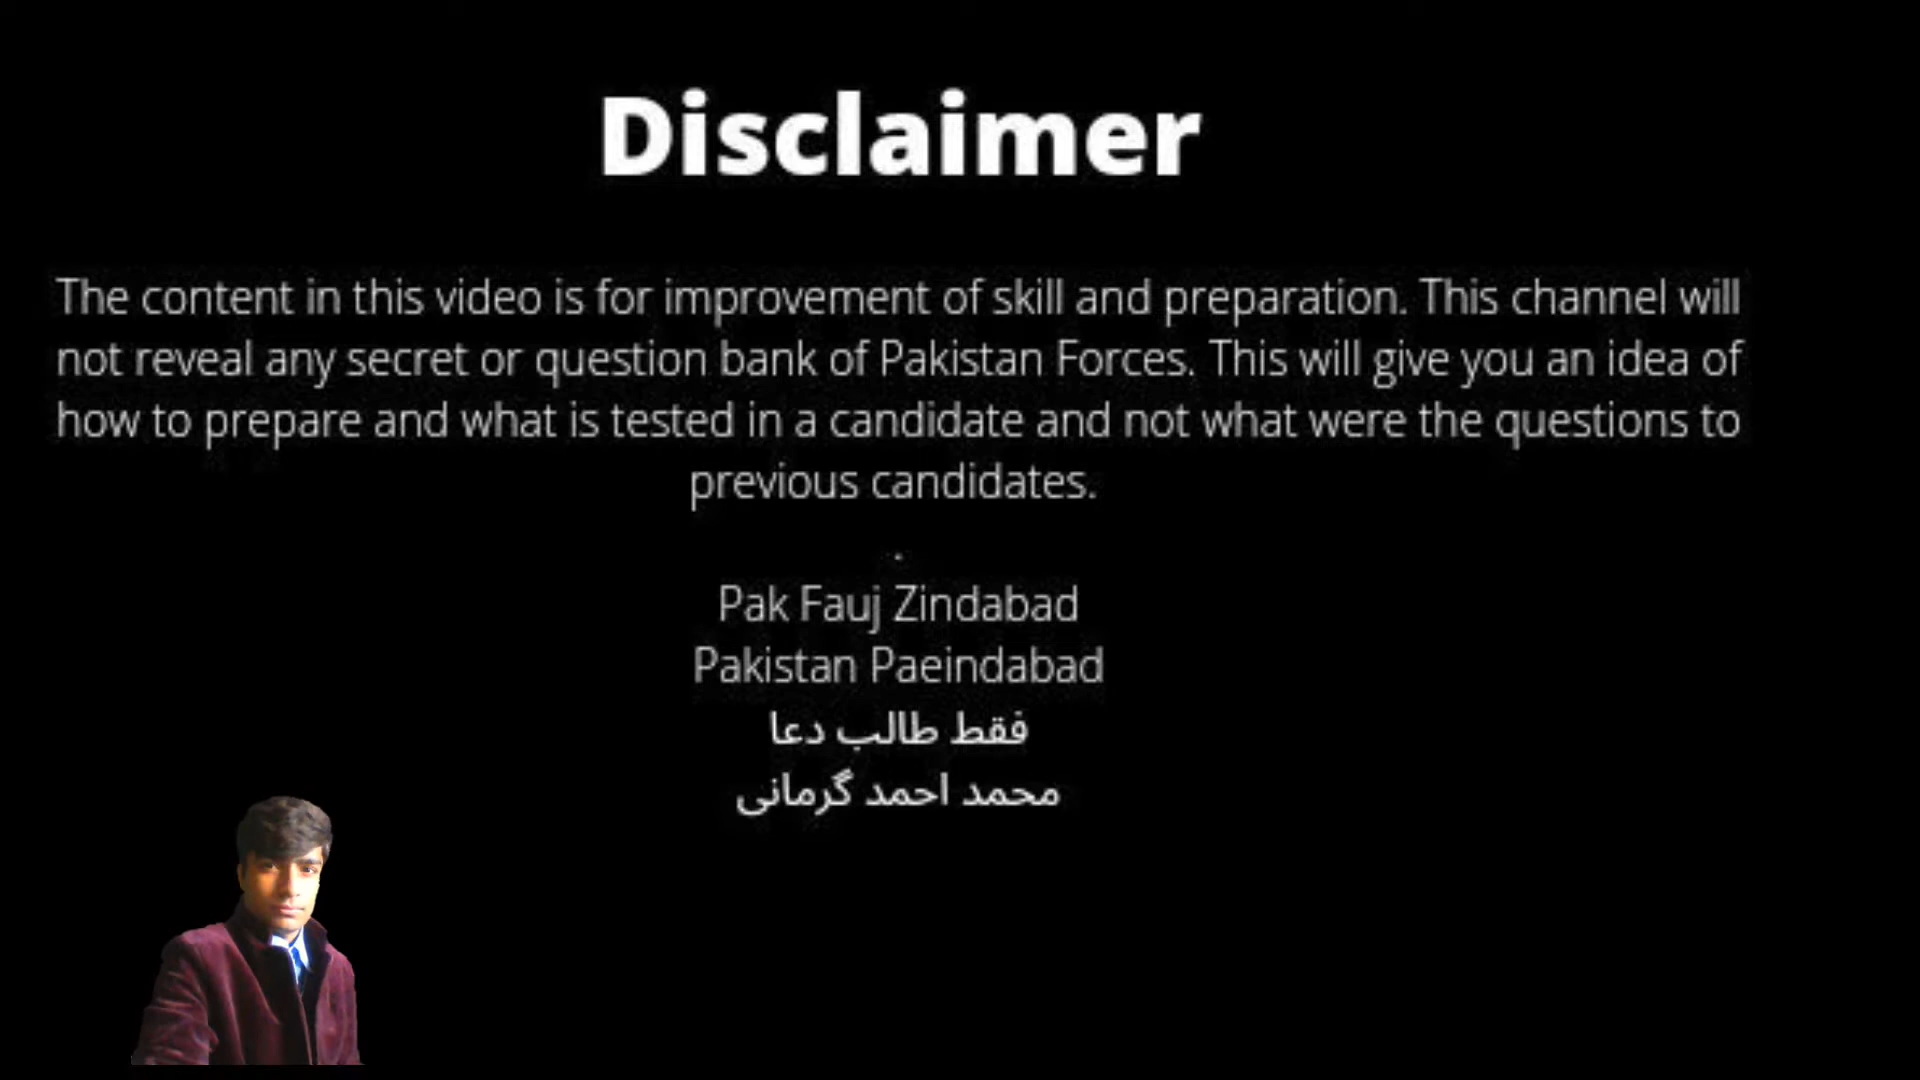 Disclaimer
The content in this video is for improvement of skill and preparation. This channel will
not reveal any secret or question bank of Pakistan Forces. This will give you an idea of
how to prepare and what is tested in a candidate and not what were the questions to
previous candidates.
.
Pak Fauj Zindabad
Pakistan Paeindabad
فقط طالب دعا
محمد احمد گرمانی